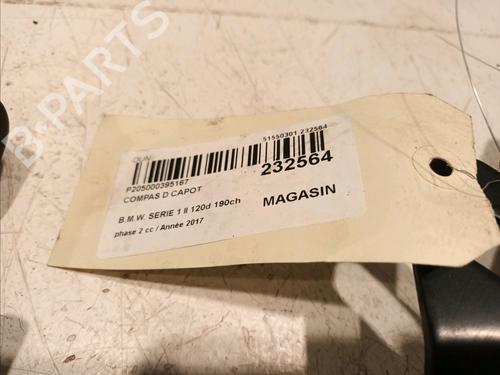 51550301 232564
232564
P205000395167
COMPAS D CAPOT
B.M.W. SERIE 1 II 120d 190ch
MAGASIN
phase 2 cc / Année 2017
B-PARTS